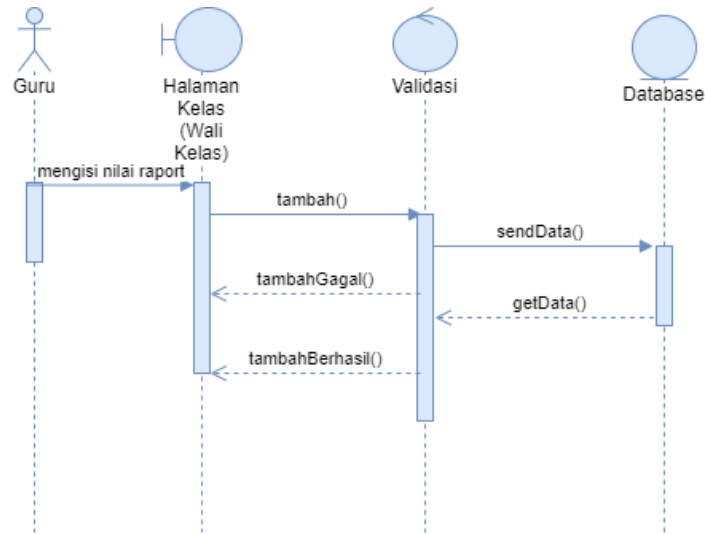 Guru
Halaman
Kelas
(Wali
Kelas)
Validasi
Database
mengisi nilai raport
tambah()
sendData()
tambahGagal()
getData()
tambahBerhasil()